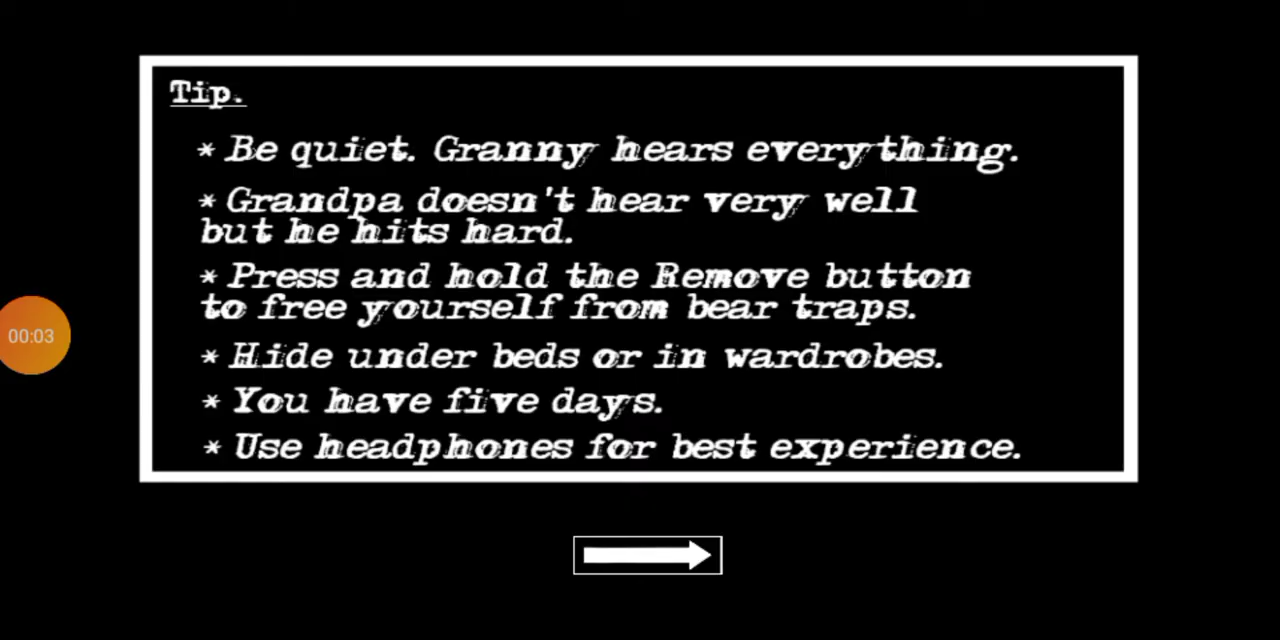 Tip.
* Be quiet. Granny hears everything.
* Grandpa doesn't hear very well
but he hits hard.
* Press and hold the Remove button
to free yourself from bear traps.
00:03
* Hide under beds or in wardrobes.
* You have five days.
* Use headphones for best experience.